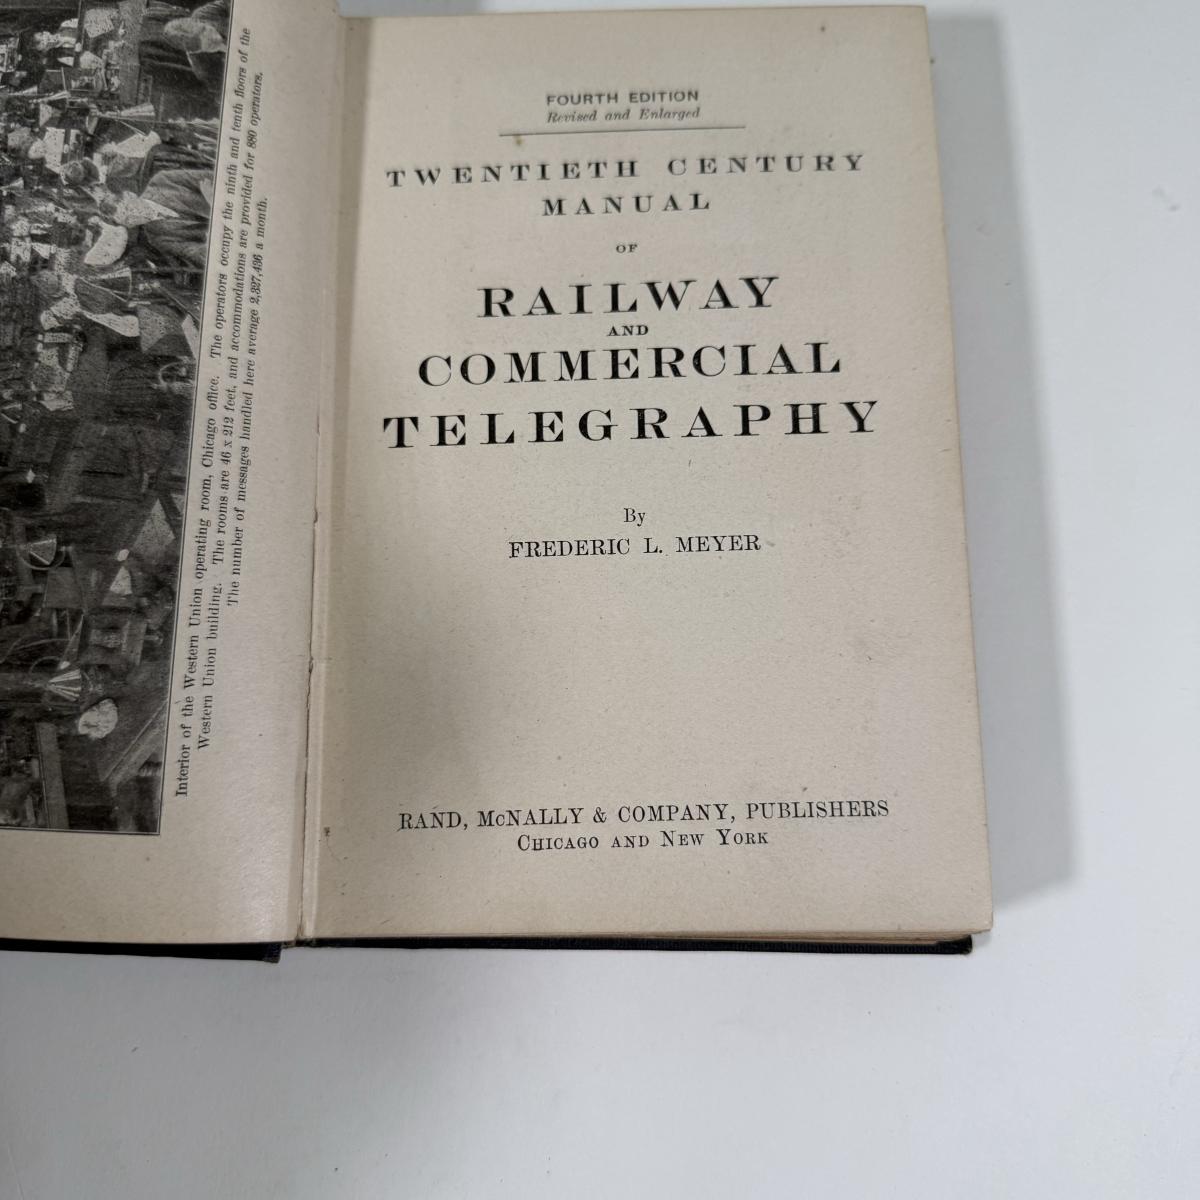 Interior of the Western Union operating room, Chicago office. The operators occupy the ninth and tenth floors of the
Western Union building. The rooms are 46 x 212 feet, and accommodations are provided for 880 operators.
The number of messages handled here average 2,327,436 a month.
FOURTH EDITION
Revised and Enlarged
TWENTIETH CENTURY
MANUAL
OF
RAILWAY
AND
COMMERCIAL
TELEGRAPHY
By
FREDERIC L. MEYER
RAND, McNALLY & COMPANY, PUBLISHERS
CHICAGO AND NEW YORK